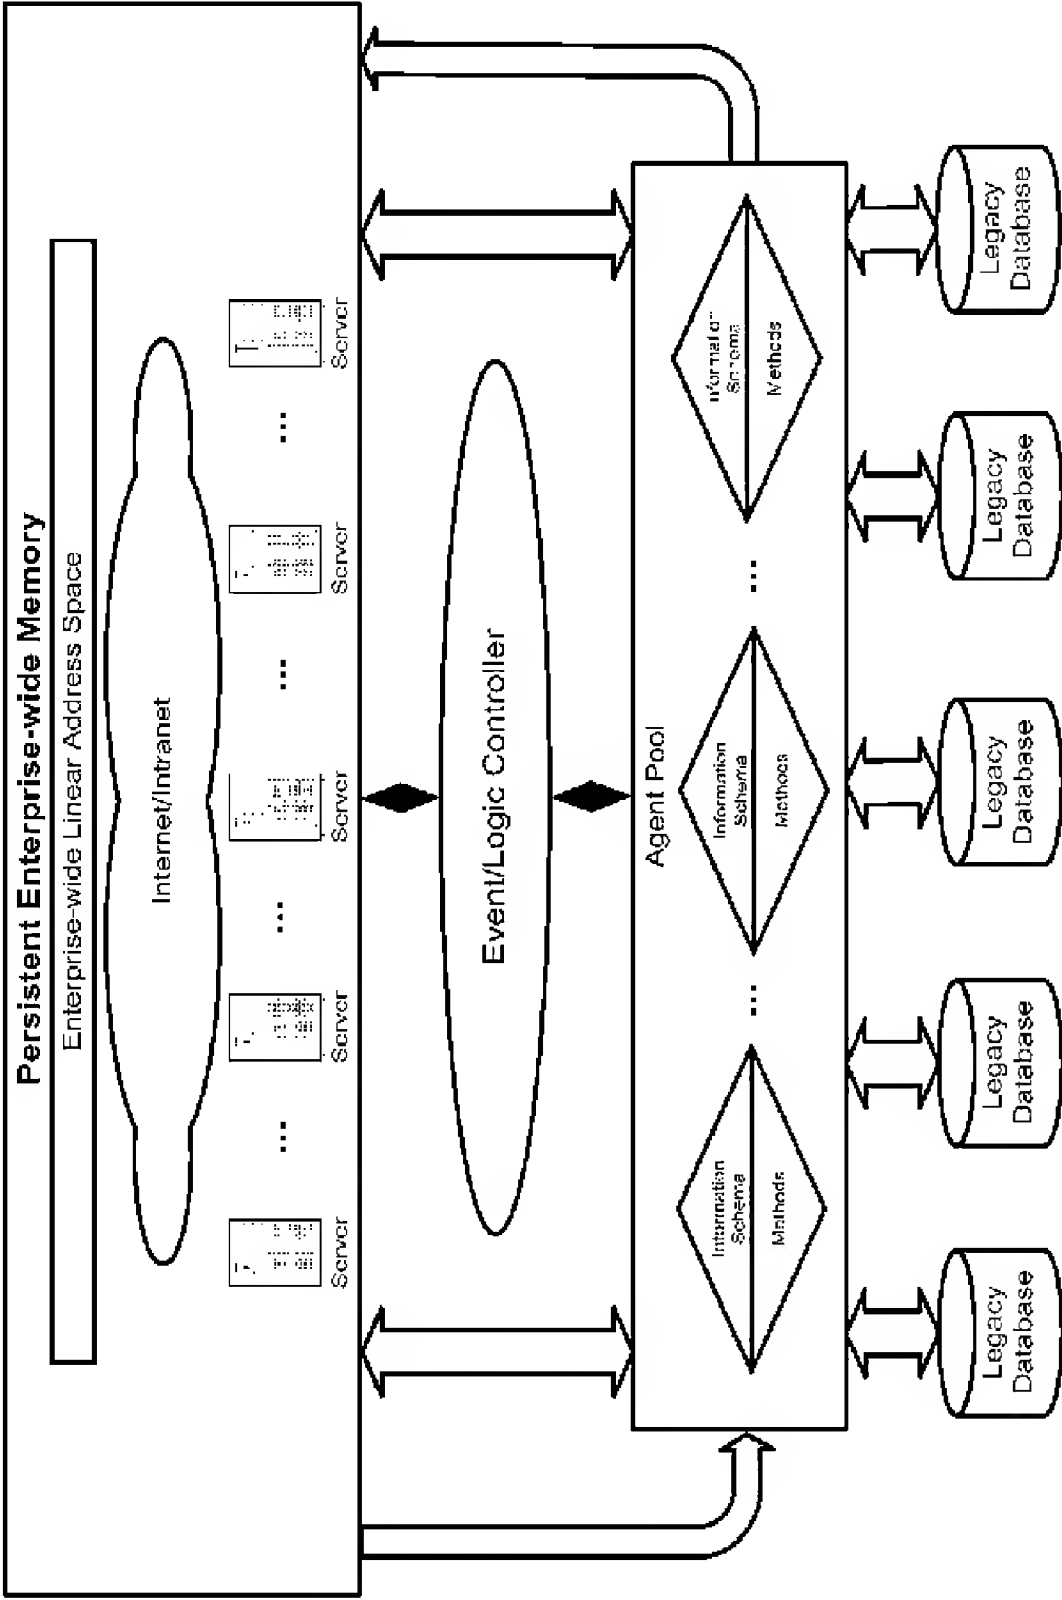 Persistent Enterprise-wide Memory
Enterprise-wide Linear Address Space
Internet/Intranet
...
...
...
...
Server
Server
Server
Server
Server
Event/Logic Controller
Agent Pool
Information
Schema
Methods
...
Information
Schema
Methods
...
Information
Schema
Methods
Legacy
Database
Legacy
Database
Legacy
Database
Legacy
Database
Legacy
Database